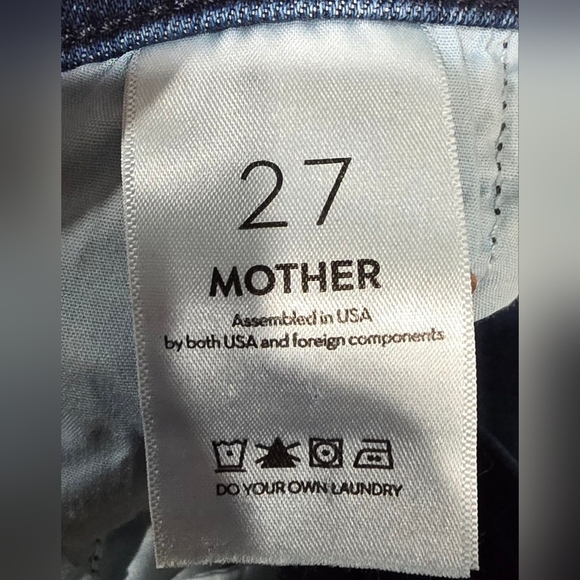 27
MOTHER
Assembled in USA
by both USA and foreign components
DO YOUR OWN LAUNDRY